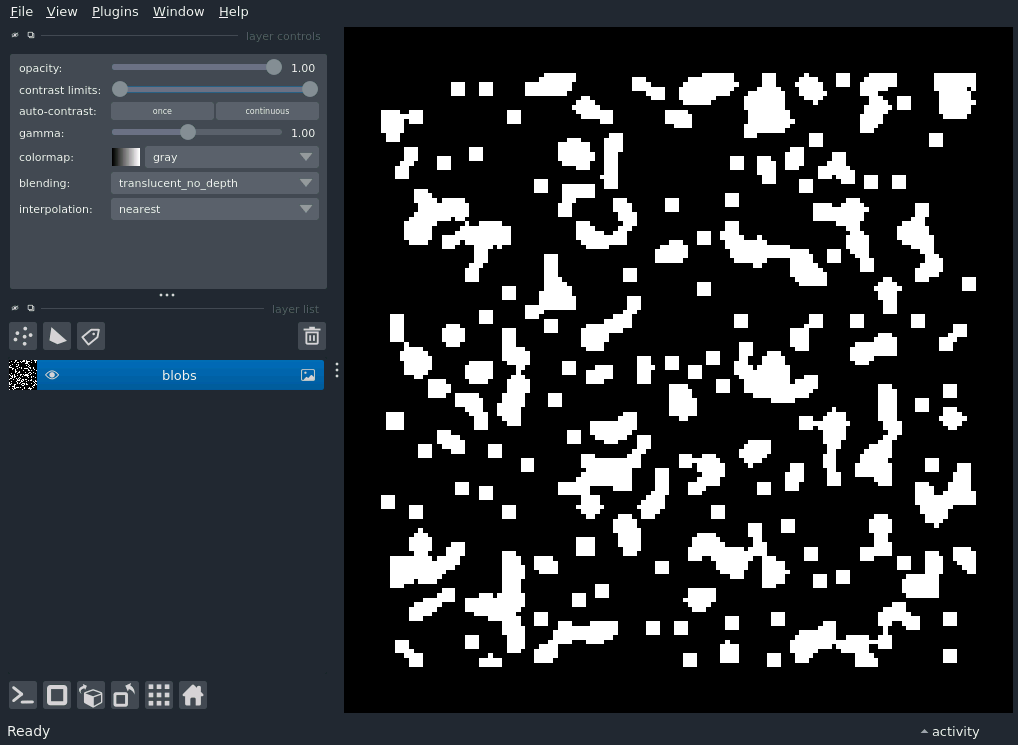 File View Plugins Window Help
layer controls
opacity: 1.00
contrast limits:
auto-contrast: once continuous
gamma: 1.00
colormap: gray
blending: translucent_no_depth
interpolation: nearest
layer list
blobs
Ready activity